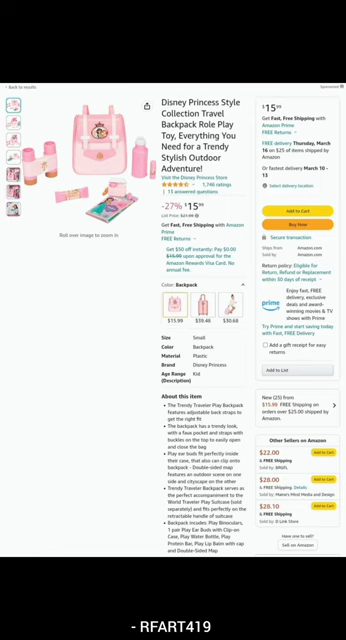 ‹ Back to results
Sponsored
Disney Princess Style
Collection Travel
Backpack Role Play
Toy, Everything You
Need for a Trendy
Stylish Outdoor
Adventure!
Visit the Disney Princess Store
1,746 ratings
| 11 answered questions
-27% $15.99
List Price: $21.99
Get Fast, Free Shipping with Amazon
Prime
FREE Returns
Get $50 off instantly: Pay $0.00
$15.99 upon approval for the
Amazon Rewards Visa Card. No
annual fee.
Color: Backpack
$15.99 $39.48 $30.68
Size Small
Color Backpack
Material Plastic
Brand Disney Princess
Age Range Kid
(Description)
About this item
• The Trendy Traveler Play Backpack
features adjustable back straps to
get the right fit
• The backpack has a trendy look,
with a faux pocket and straps with
buckles on the top to easily open
and close the bag
• Play ear buds fit perfectly inside
their case, that also can clip onto
backpack - Double-sided map
features an outdoor scene on one
side and cityscape on the other
• Trendy Traveler Backpack serves as
the perfect accompaniment to the
World Traveler Play Suitcase (sold
separately) and fits perfectly on the
retractable handle of suitcase
• Backpack includes: Play Binoculars,
1 pair Play Ear Buds with Clip-on
Case, Play Water Bottle, Play
Protein Bar, Play Lip Balm with cap
and Double-Sided Map
Roll over image to zoom in
$15.99
Get Fast, Free Shipping with
Amazon Prime
FREE Returns
FREE delivery Thursday, March
16 on $25 of items shipped by
Amazon
Or fastest delivery March 10 -
13
Select delivery location
Add to Cart
Buy Now
Secure transaction
Ships from Amazon.com
Sold by Amazon.com
Return policy: Eligible for
Return, Refund or Replacement
within 30 days of receipt
prime
Enjoy fast, FREE
delivery, exclusive
deals and award-
winning movies & TV
shows with Prime
Try Prime and start saving today
with Fast, FREE Delivery
Add a gift receipt for easy
returns
Add to List
New (25) from
$15.99 FREE Shipping on
orders over $25.00 shipped by
Amazon
Other Sellers on Amazon
$22.00 Add to Cart
& FREE Shipping
$28.00 Add to Cart
& FREE Shipping. Details
Sold by: Mame's Most Media and Design
$28.10 Add to Cart
& FREE Shipping
Have one to sell?
Sell on Amazon
- RFART419